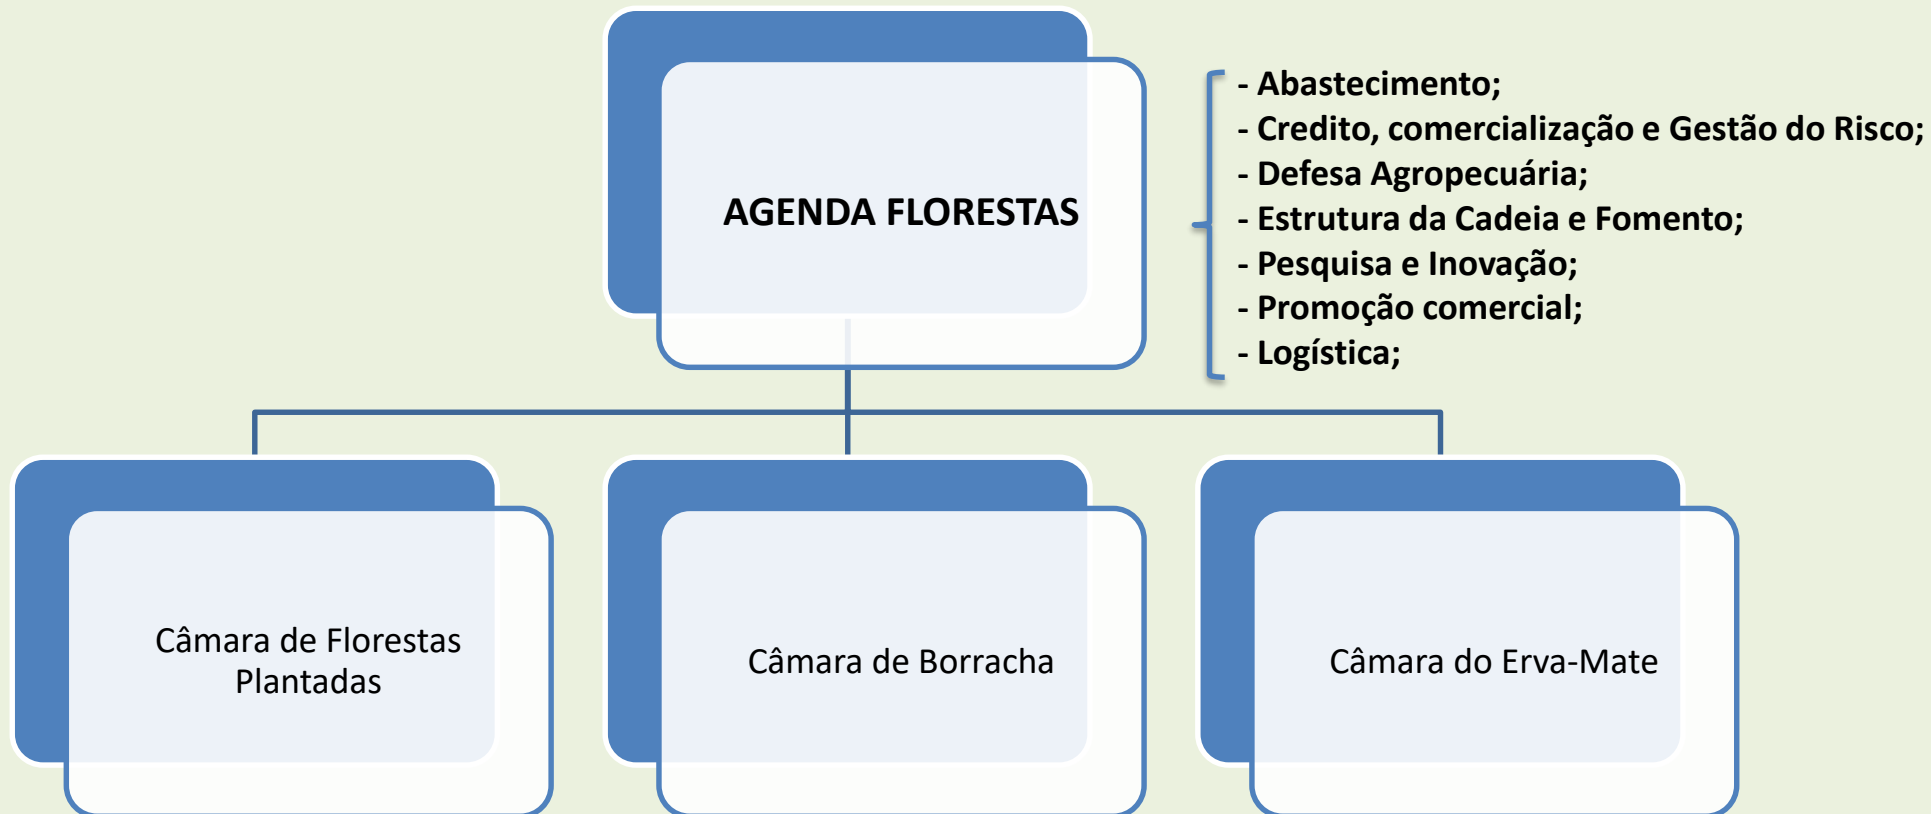 AGENDA FLORESTAS
- Abastecimento;
- Credito, comercialização e Gestão do Risco;
- Defesa Agropecuária;
- Estrutura da Cadeia e Fomento;
- Pesquisa e Inovação;
- Promoção comercial;
- Logística;
Câmara de Florestas
Plantadas
Câmara de Borracha
Câmara do Erva-Mate